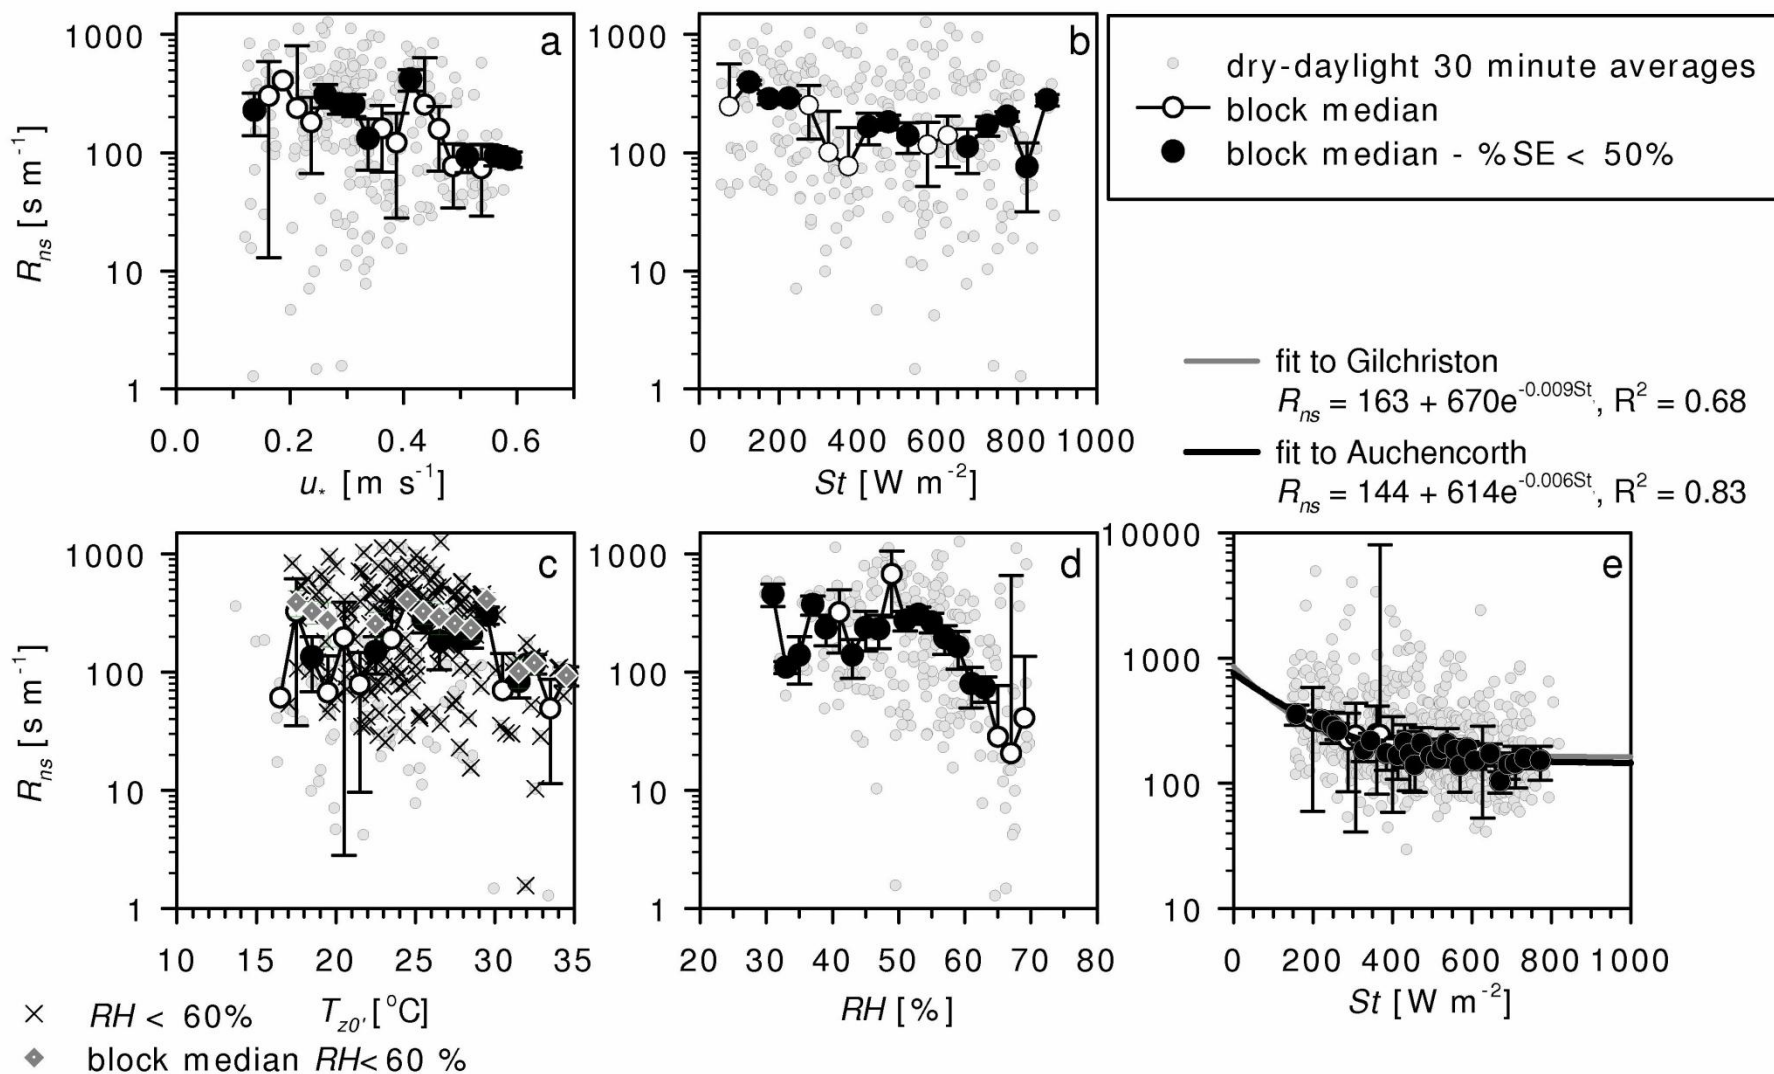 a
1000
100
10
1
R_ns [s m^-1]
0.0 0.2 0.4 0.6
u_* [m s^-1]
b
1000
100
10
1
0 200 400 600 800 1000
St [W m^-2]
dry-daylight 30 minute averages
block median
block median - %SE < 50%
fit to Gilchriston
R_ns = 163 + 670e^-0.009St, R^2 = 0.68
fit to Auchencorth
R_ns = 144 + 614e^-0.006St, R^2 = 0.83
c
1000
100
10
1
R_ns [s m^-1]
10 15 20 25 30 35
T_z0' [°C]
RH < 60%
block median RH< 60 %
d
1000
100
10
1
20 30 40 50 60 70 80
RH [%]
e
10000
1000
100
10
0 200 400 600 800 1000
St [W m^-2]